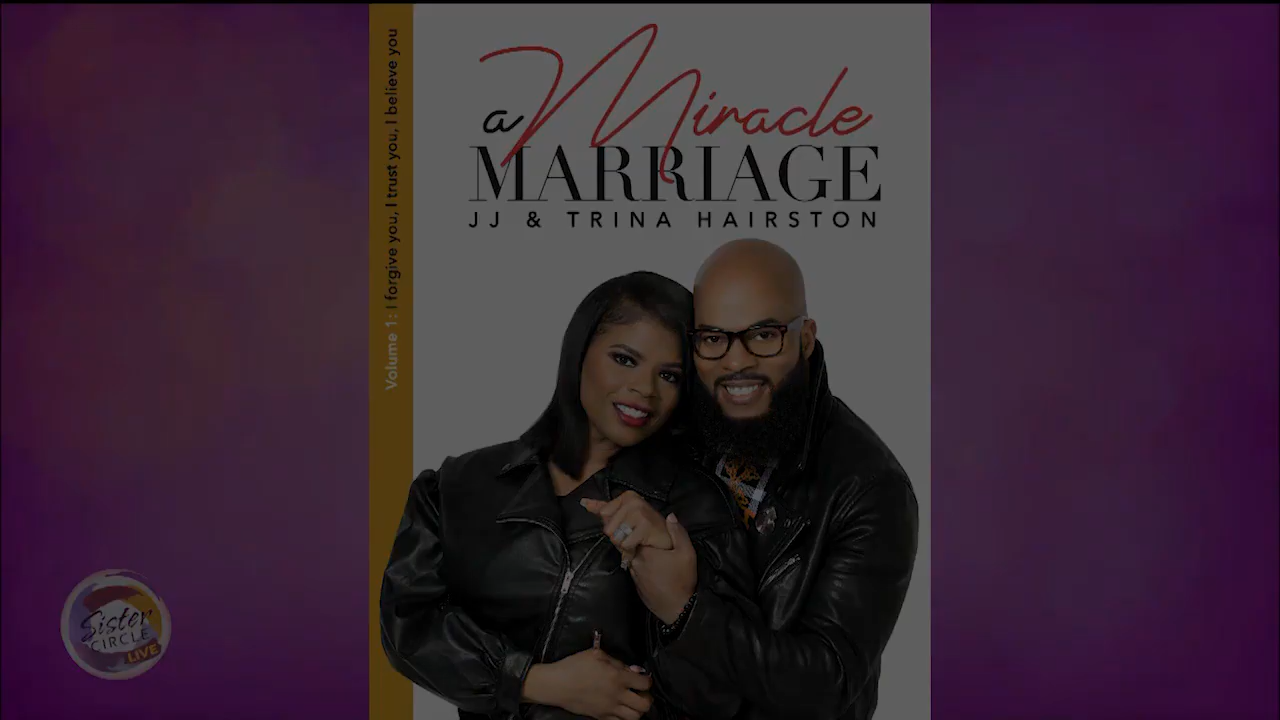 a Miracle
MARRIAGE
JJ & TRINA HAIRSTON
Volume 1: I forgive you, I trust you, I believe you
Sister
CIRCLE
LIVE